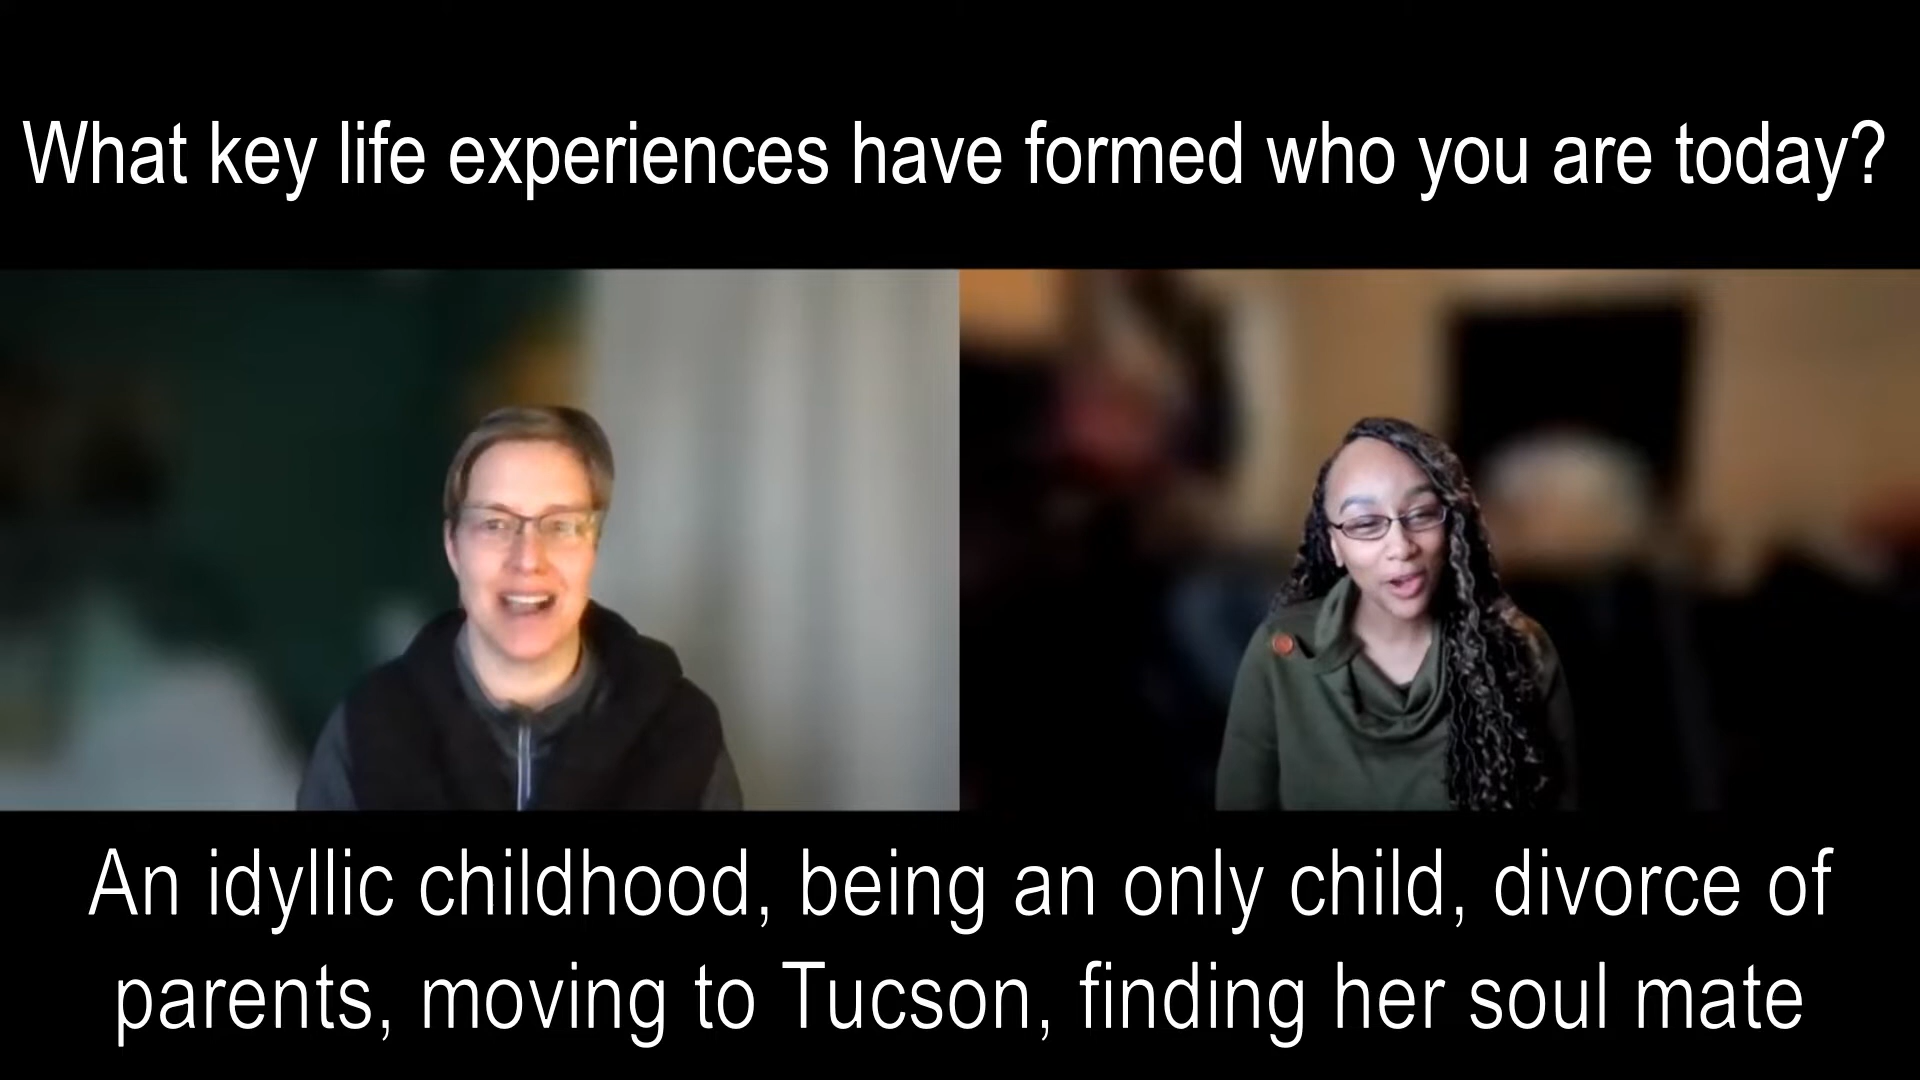 What key life experiences have formed who you are today?
An idyllic childhood, being an only child, divorce of
parents, moving to Tucson, finding her soul mate